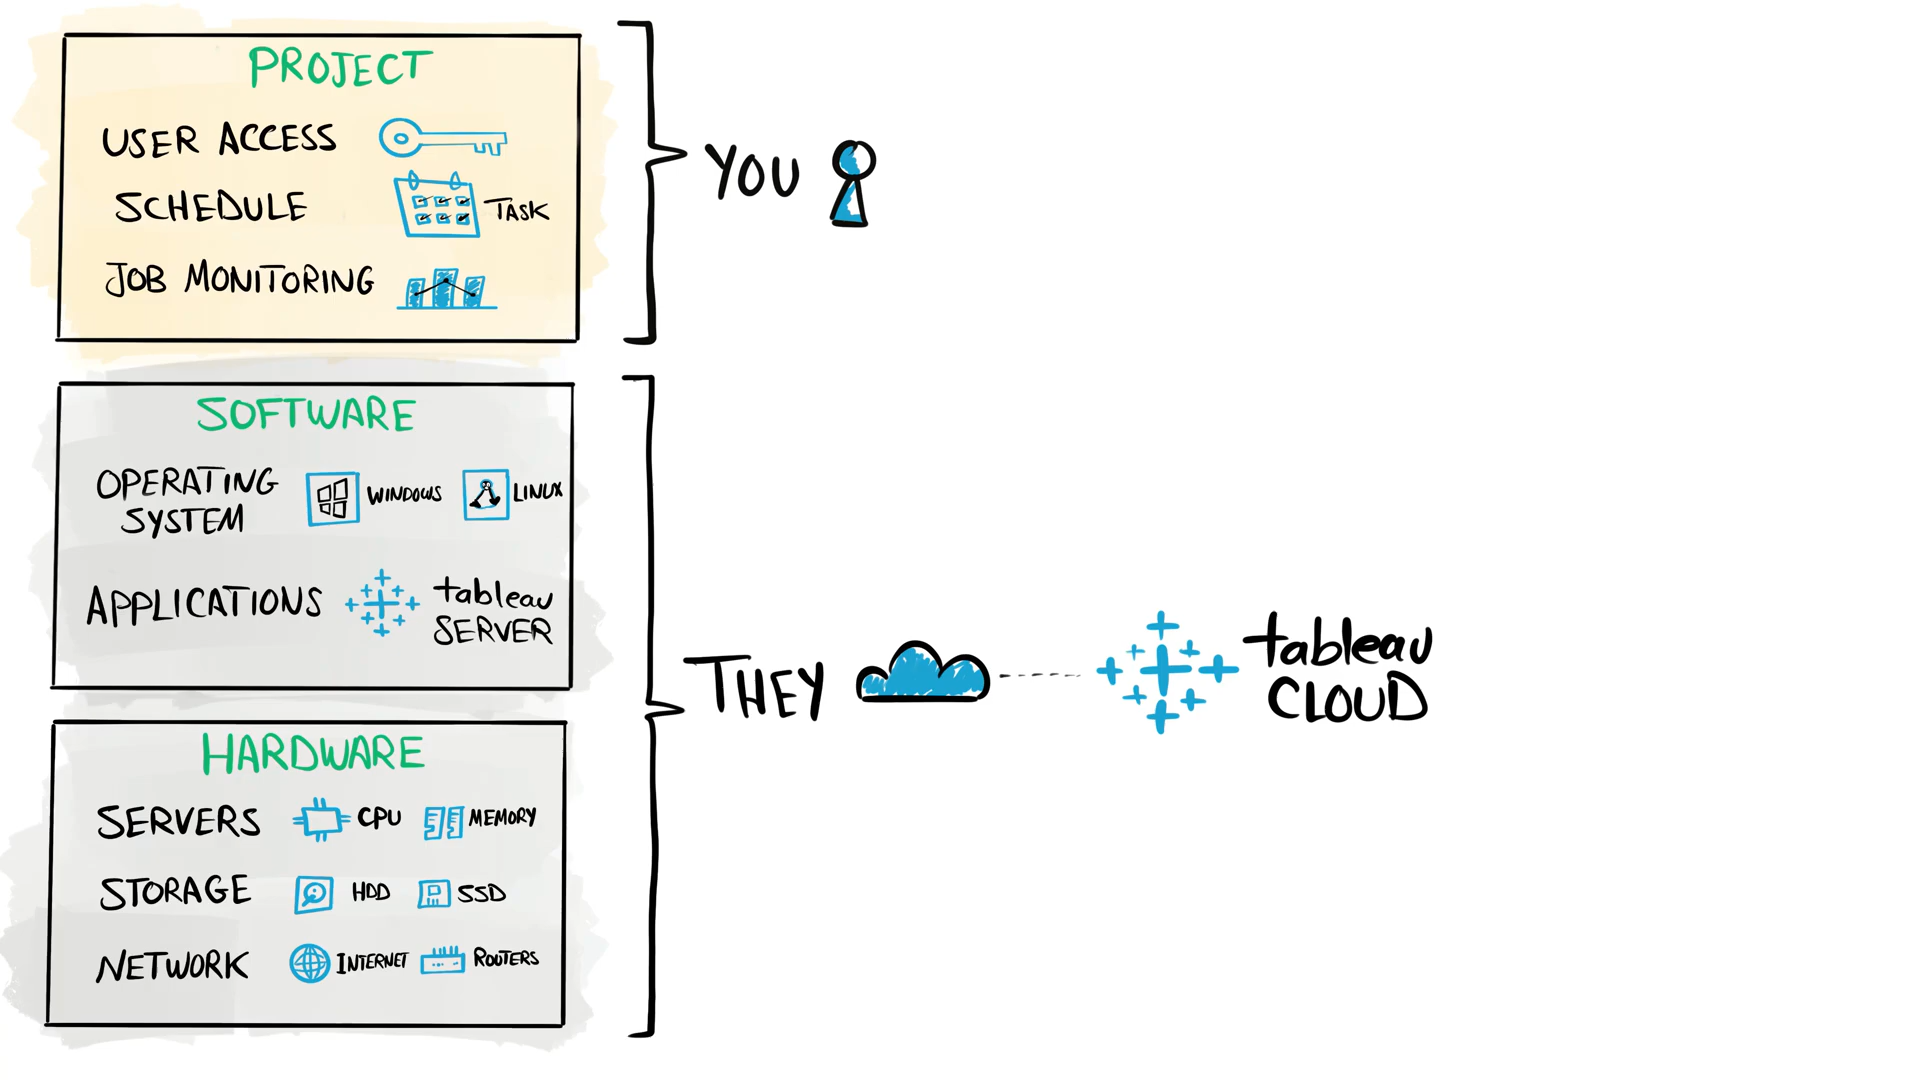 PROJECT
USER ACCESS
SCHEDULE TASK
JOB MONITORING
YOU
SOFTWARE
OPERATING SYSTEM WINDOWS LINUX
APPLICATIONS tableau SERVER
THEY
tableau CLOUD
HARDWARE
SERVERS CPU MEMORY
STORAGE HDD SSD
NETWORK INTERNET ROUTERS